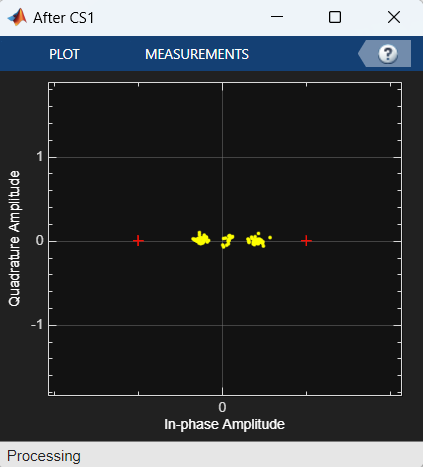 After CS1
PLOT MEASUREMENTS ?
Quadrature Amplitude
1
0
-1
0
In-phase Amplitude
Processing